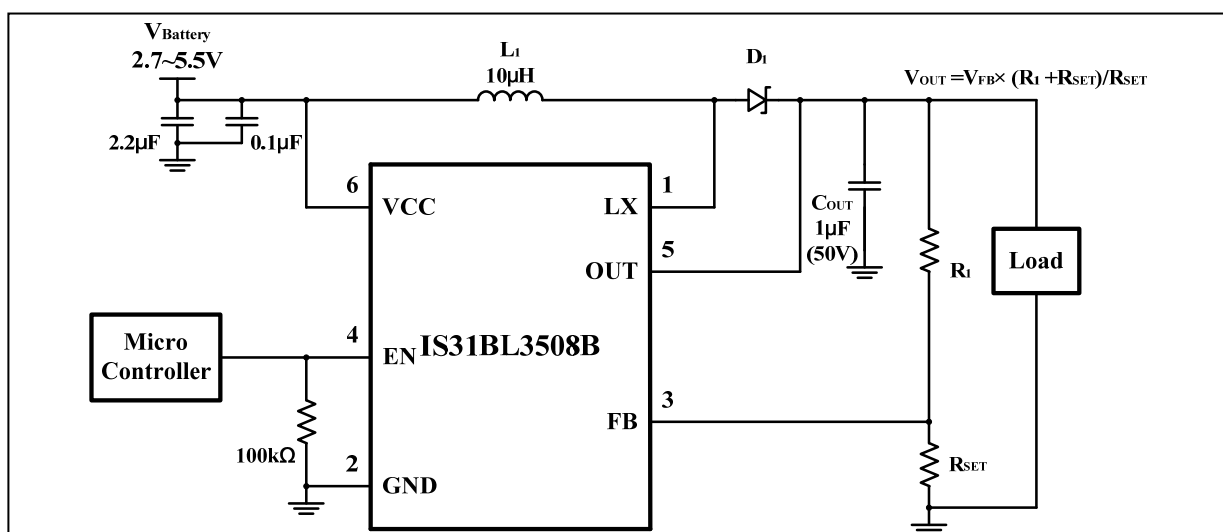 VBattery
2.7~5.5V
L1
10µH
D1
VOUT =VFB× (R1 +RSET)/RSET
2.2µF
0.1µF
6
VCC
1
LX
COUT
1µF
(50V)
5
OUT
R1
Load
Micro
Controller
4
EN
IS31BL3508B
3
FB
100kΩ
2
GND
RSET